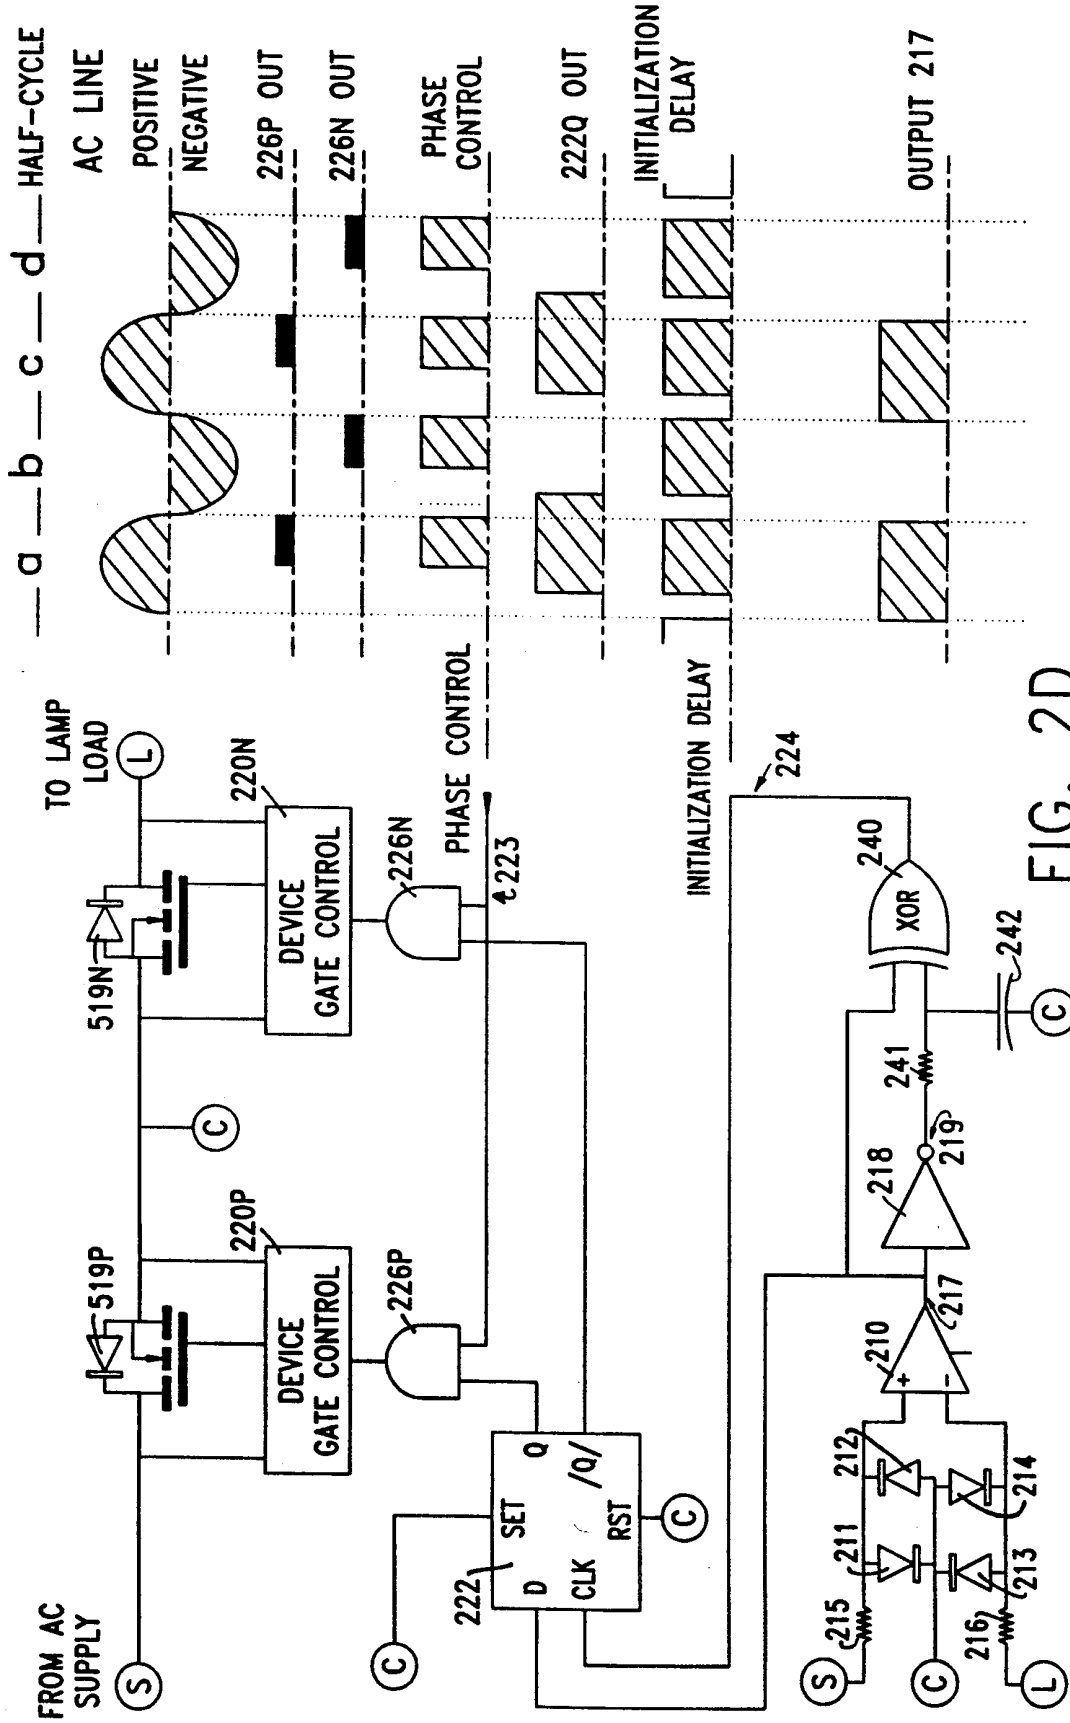 FROM AC
SUPPLY
S
519P
C
519N
TO LAMP
LOAD
L
DEVICE
GATE CONTROL
220P
DEVICE
GATE CONTROL
220N
226P
226N
PHASE CONTROL
223
C
222
SET
D
Q
CLK
/Q/
RST
C
INITIALIZATION DELAY
224
S
215
211
212
C
216
213
214
L
210
+
−
217
218
219
241
XOR
240
242
C
a b c d HALF-CYCLE
AC LINE
POSITIVE
NEGATIVE
226P OUT
226N OUT
PHASE
CONTROL
222Q OUT
INITIALIZATION
DELAY
OUTPUT 217
FIG. 2D